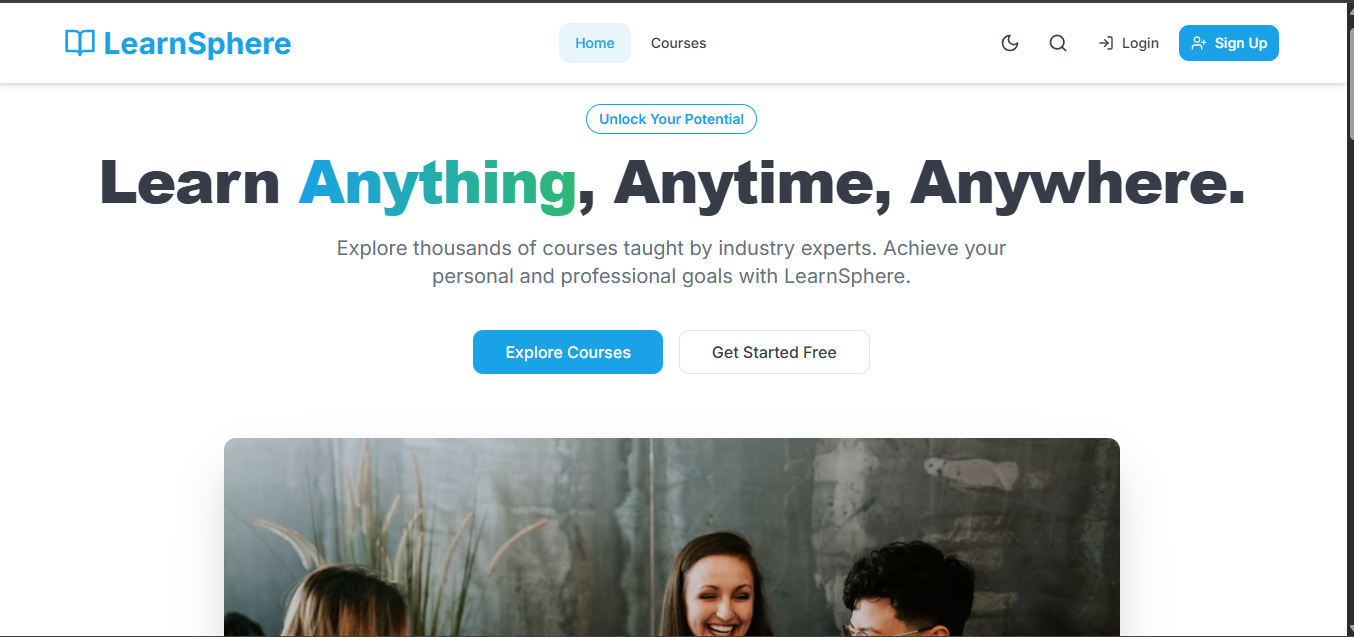 LearnSphere
Home
Courses
Login
Sign Up
Unlock Your Potential
Learn Anything, Anytime, Anywhere.
Explore thousands of courses taught by industry experts. Achieve your
personal and professional goals with LearnSphere.
Explore Courses
Get Started Free